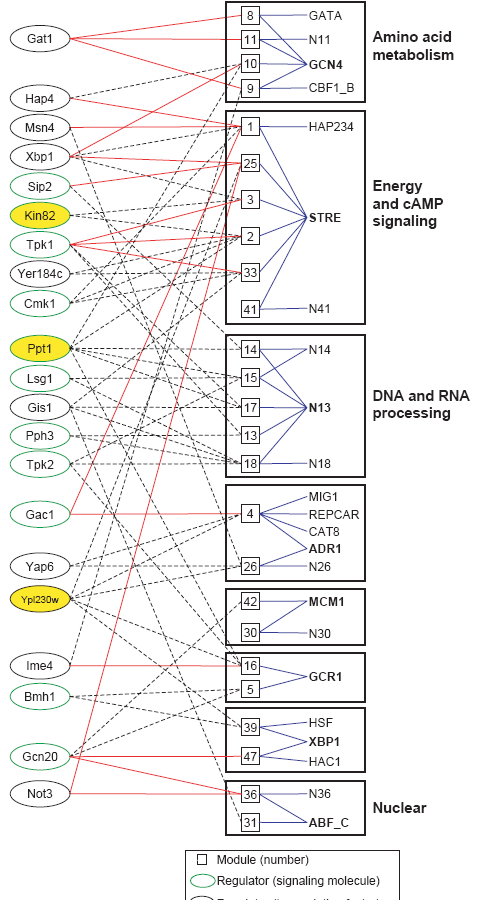 Gat1
Hap4
Msn4
Xbp1
Sip2
Kin82
Tpk1
Yer184c
Cmk1
Ppt1
Lsg1
Gis1
Pph3
Tpk2
Gac1
Yap6
Ypl230w
Ime4
Bmh1
Gcn20
Not3
8
11
10
9
1
25
3
2
33
41
14
15
17
13
18
4
26
42
30
16
5
39
47
36
31
GATA
N11
GCN4
CBF1_B
HAP234
STRE
N41
N14
N13
N18
MIG1
REPCAR
CAT8
ADR1
N26
MCM1
N30
GCR1
HSF
XBP1
HAC1
N36
ABF_C
Amino acid
metabolism
Energy
and cAMP
signaling
DNA and RNA
processing
Nuclear
Module (number)
Regulator (signaling molecule)